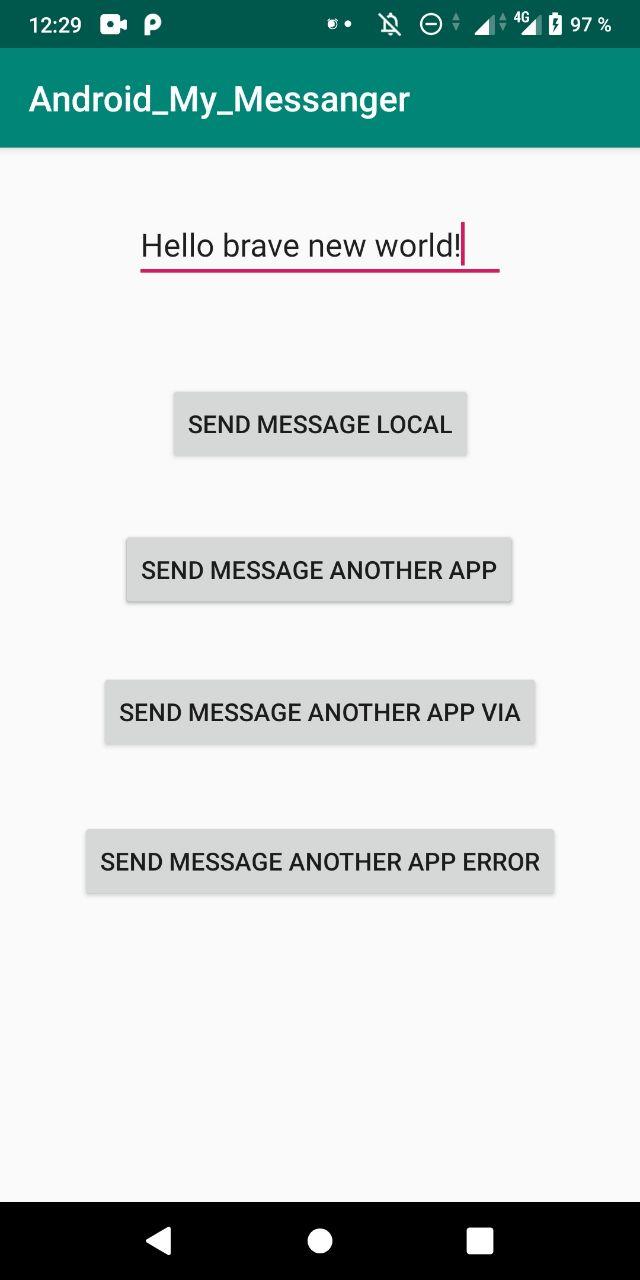 12:29 4G 97 %
Android_My_Messanger
Hello brave new world!
SEND MESSAGE LOCAL
SEND MESSAGE ANOTHER APP
SEND MESSAGE ANOTHER APP VIA
SEND MESSAGE ANOTHER APP ERROR